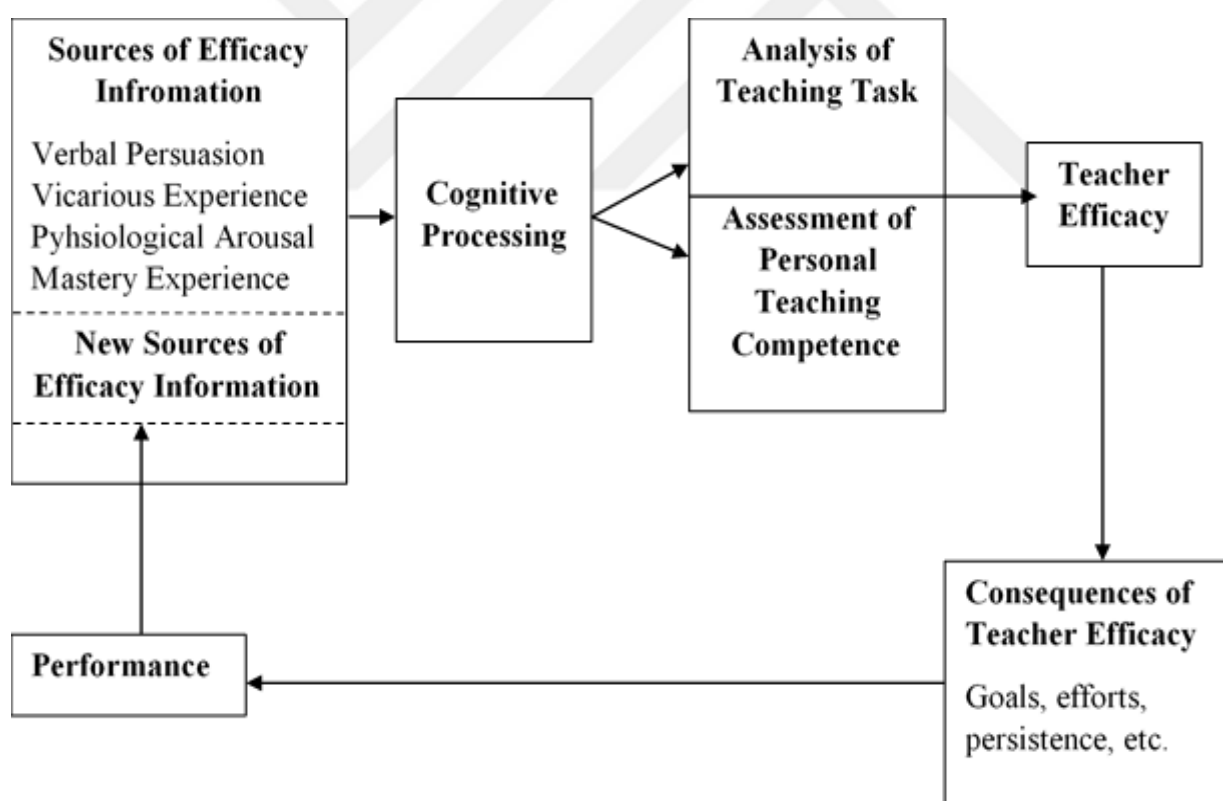 Sources of Efficacy
Infromation
Verbal Persuasion
Vicarious Experience
Pyhsiological Arousal
Mastery Experience
New Sources of
Efficacy Information
Cognitive
Processing
Analysis of
Teaching Task
Assessment of
Personal
Teaching
Competence
Teacher
Efficacy
Consequences of
Teacher Efficacy
Goals, efforts,
persistence, etc.
Performance